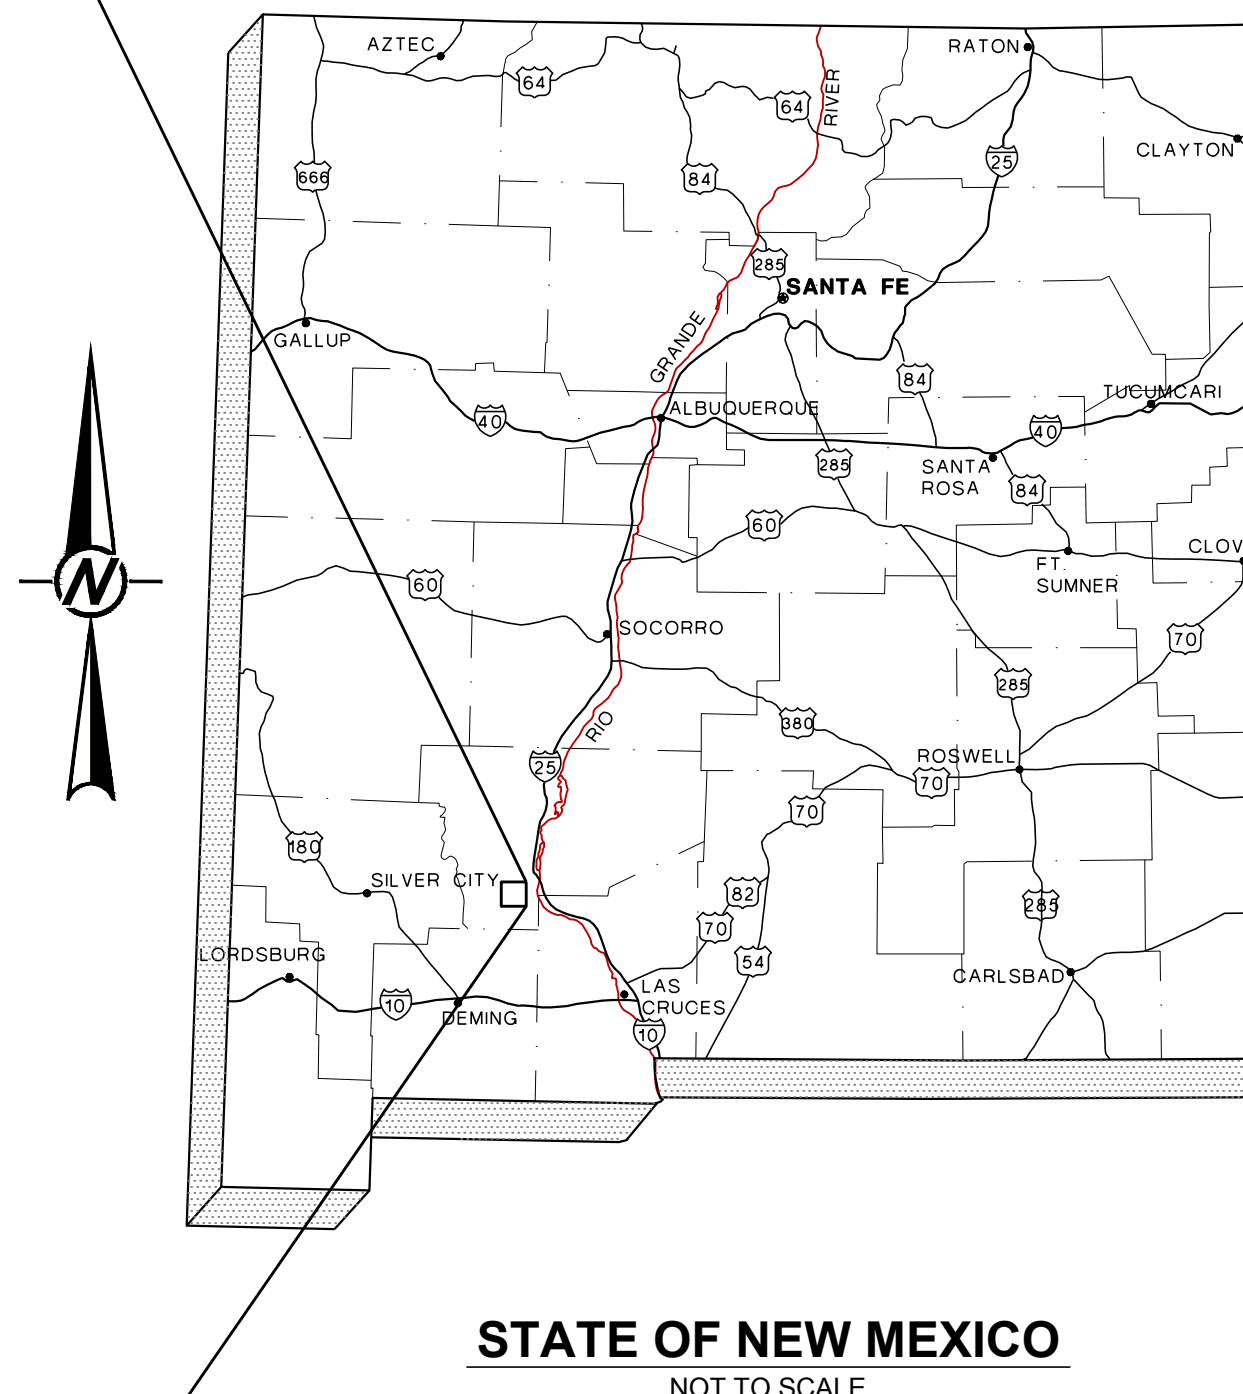 AZTEC
RATON
64
64
RIVER
25
CLAYTON
666
84
285
SANTA FE
GALLUP
GRANDE
84
TUCUMCARI
ALBUQUERQUE
40
40
285
SANTA
ROSA
84
60
CLOV
FT.
SUMNER
60
SOCORRO
70
285
RIO
380
25
ROSWELL
70
70
180
SILVER CITY
82
285
70
LORDSBURG
54
CARLSBAD
LAS
CRUCES
10
DEMING
10
N
STATE OF NEW MEXICO
NOT TO SCALE